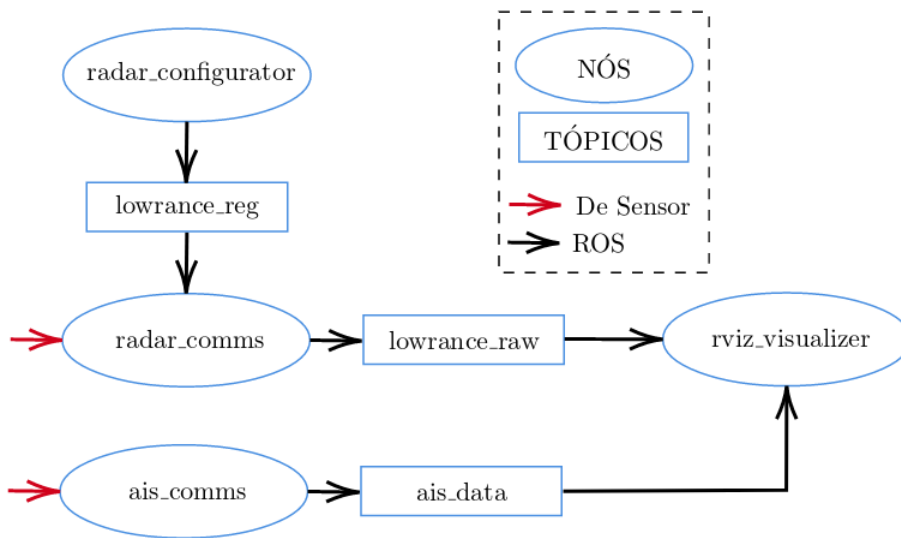 radar_configurator
lowrance_reg
radar_comms
lowrance_raw
rviz_visualizer
ais_comms
ais_data
NÓS
TÓPICOS
De Sensor
ROS